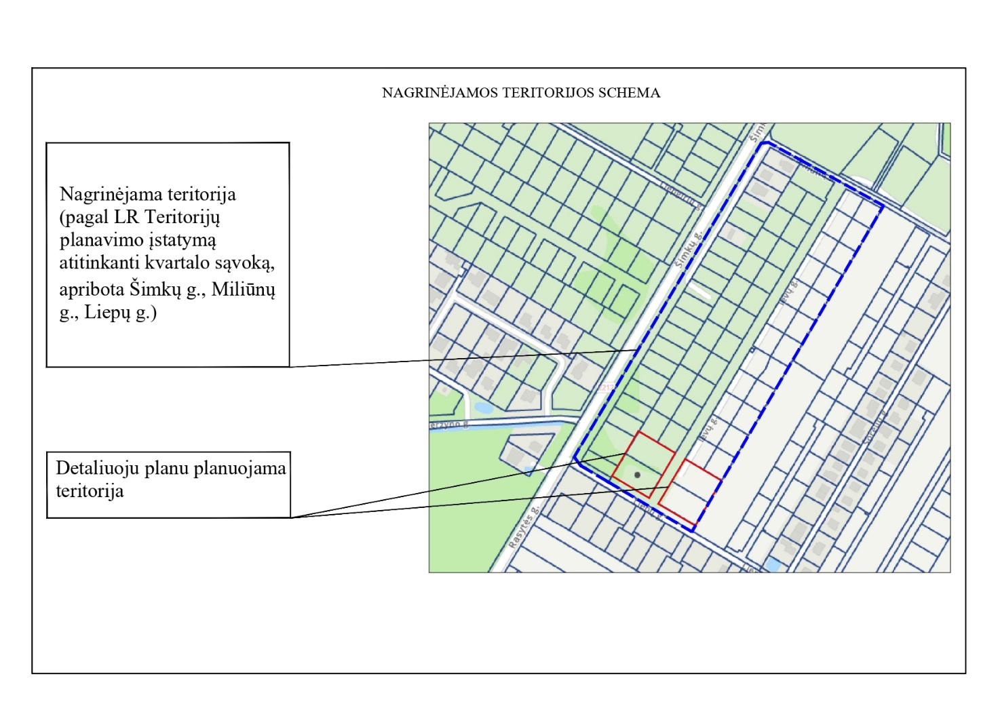 NAGRINĖJAMOS TERITORIJOS SCHEMA
Nagrinėjama teritorija
(pagal LR Teritorijų
planavimo įstatymą
atitinkanti kvartalo sąvoką,
apribota Šimkų g., Miliūnų
g., Liepų g.)
Detaliuoju planu planuojama
teritorija
Šimkų g.
Ievų g.
Ievų g.
Liepų g.
Rasytės g.